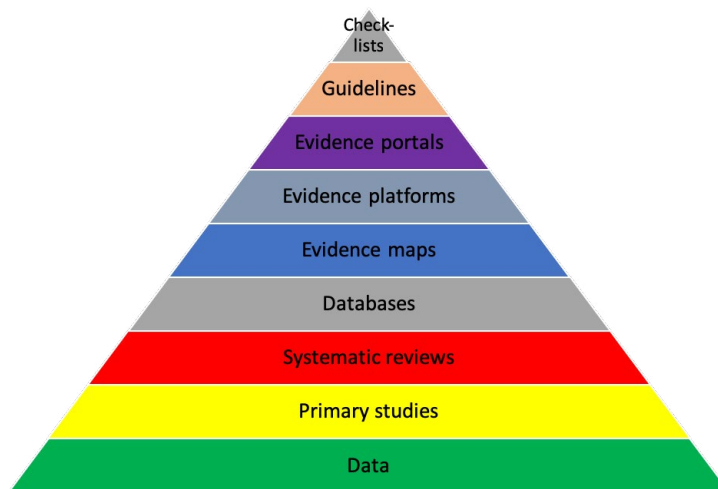 Check-
lists
Guidelines
Evidence portals
Evidence platforms
Evidence maps
Databases
Systematic reviews
Primary studies
Data